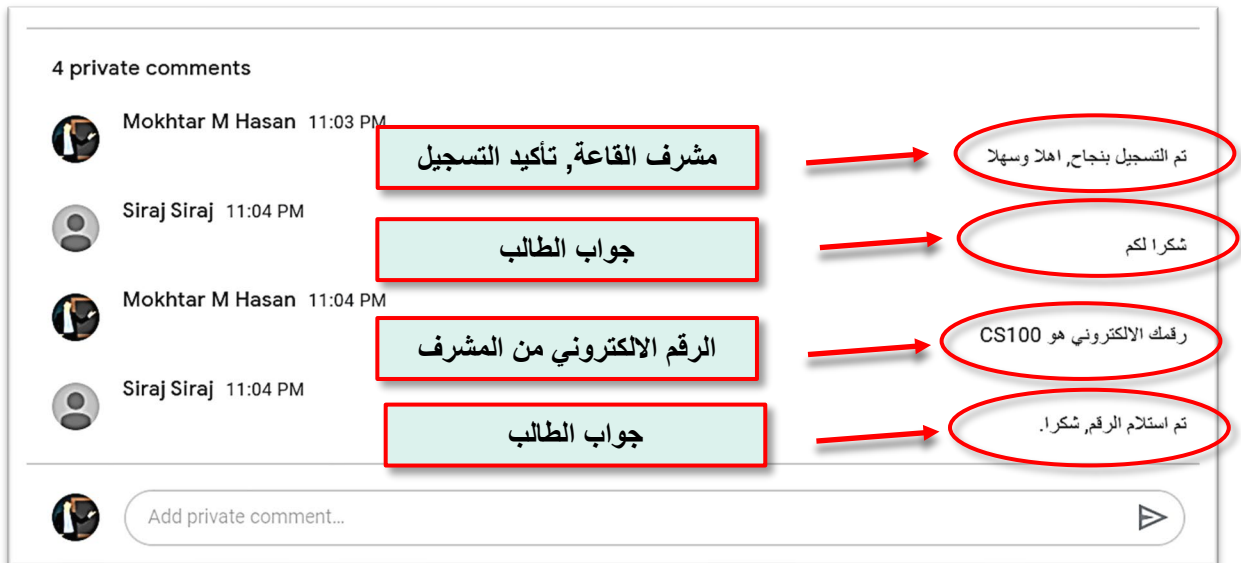 4 private comments
Mokhtar M Hasan 11:03 PM
مشرف القاعة, تأكيد التسجيل
تم التسجيل بنجاح, اهلا وسهلا
Siraj Siraj 11:04 PM
جواب الطالب
شكرا لكم
Mokhtar M Hasan 11:04 PM
الرقم الالكتروني من المشرف
رقمك الالكتروني هو CS100
Siraj Siraj 11:04 PM
جواب الطالب
تم استلام الرقم, شكرا.
Add private comment...